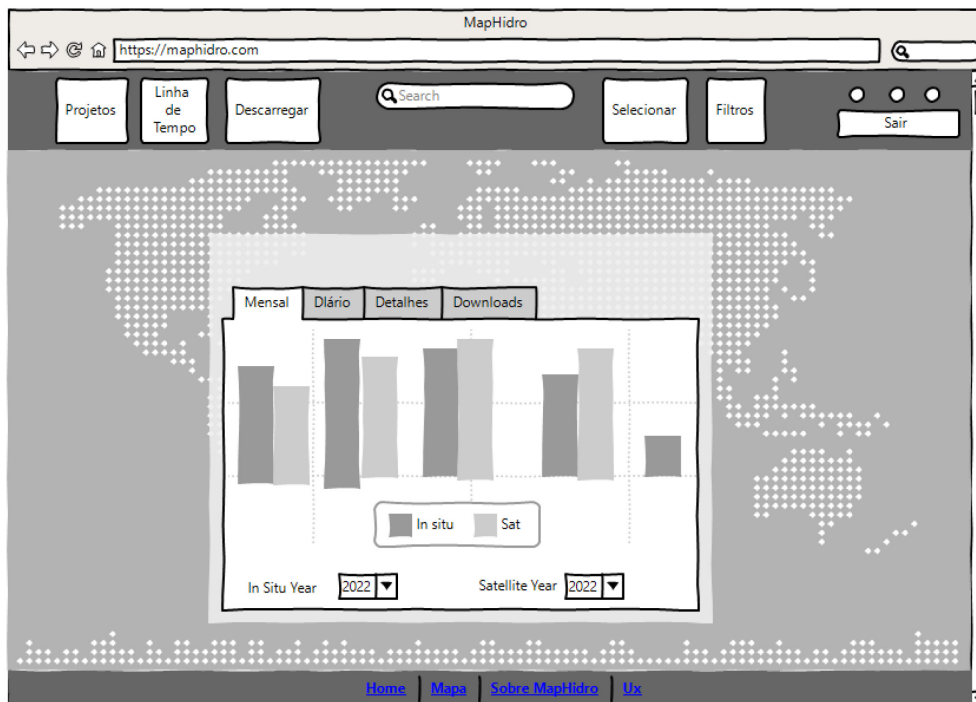 MapHidro
https://maphidro.com
Projetos
Linha
de
Tempo
Descarregar
Search
Selecionar
Filtros
Sair
Mensal
DIário
Detalhes
Downloads
In situ
Sat
In Situ Year
2022
Satellite Year
2022
Home
Mapa
Sobre MapHidro
Ux